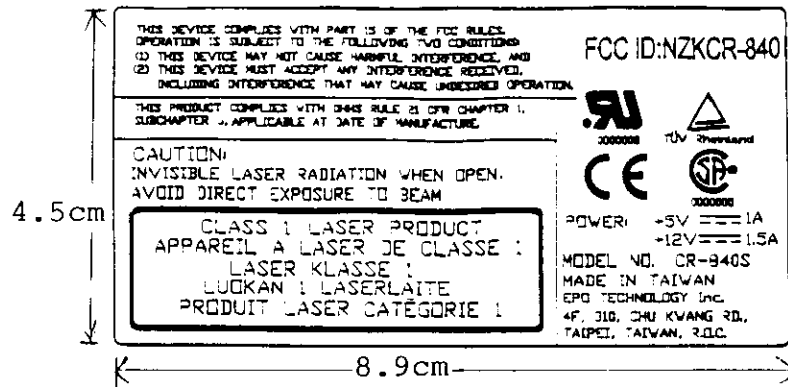 THIS DEVICE COMPLIES WITH PART 15 OF THE FCC RULES.
OPERATION IS SUBJECT TO THE FOLLOWING TWO CONDITIONS:
(1) THIS DEVICE MAY NOT CAUSE HARMFUL INTERFERENCE, AND
(2) THIS DEVICE MUST ACCEPT ANY INTERFERENCE RECEIVED,
INCLUDING INTERFERENCE THAT MAY CAUSE UNDESIRED OPERATION.
THIS PRODUCT COMPLIES WITH DHHS RULE 21 CFR CHAPTER 1,
SUBCHAPTER J, APPLICABLE AT DATE OF MANUFACTURE.
CAUTION:
INVISIBLE LASER RADIATION WHEN OPEN.
AVOID DIRECT EXPOSURE TO BEAM
CLASS 1 LASER PRODUCT
APPAREIL A LASER DE CLASSE 1
LASER KLASSE 1
LUOKAN 1 LASERLAITE
PRODUIT LASER CATÉGORIE 1
FCC ID:NZKCR-840
TÜV Rheinland
CE
POWER: +5V 1A
+12V 1.5A
MODEL NO. CR-840S
MADE IN TAIWAN
EPO TECHNOLOGY Inc.
4F, 310, CHU KWANG RD.,
TAIPEI, TAIWAN, R.O.C.
4.5cm
8.9cm